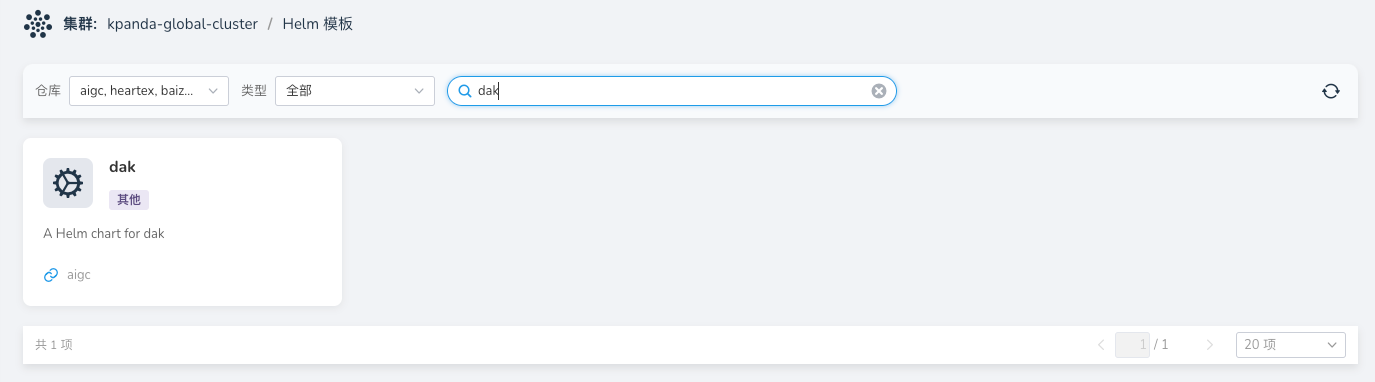 集群: kpanda-global-cluster / Helm 模板
仓库 aigc, heartex, baiz... 类型 全部 dak
dak
其他
A Helm chart for dak
aigc
共 1 项 1 / 1 20 项